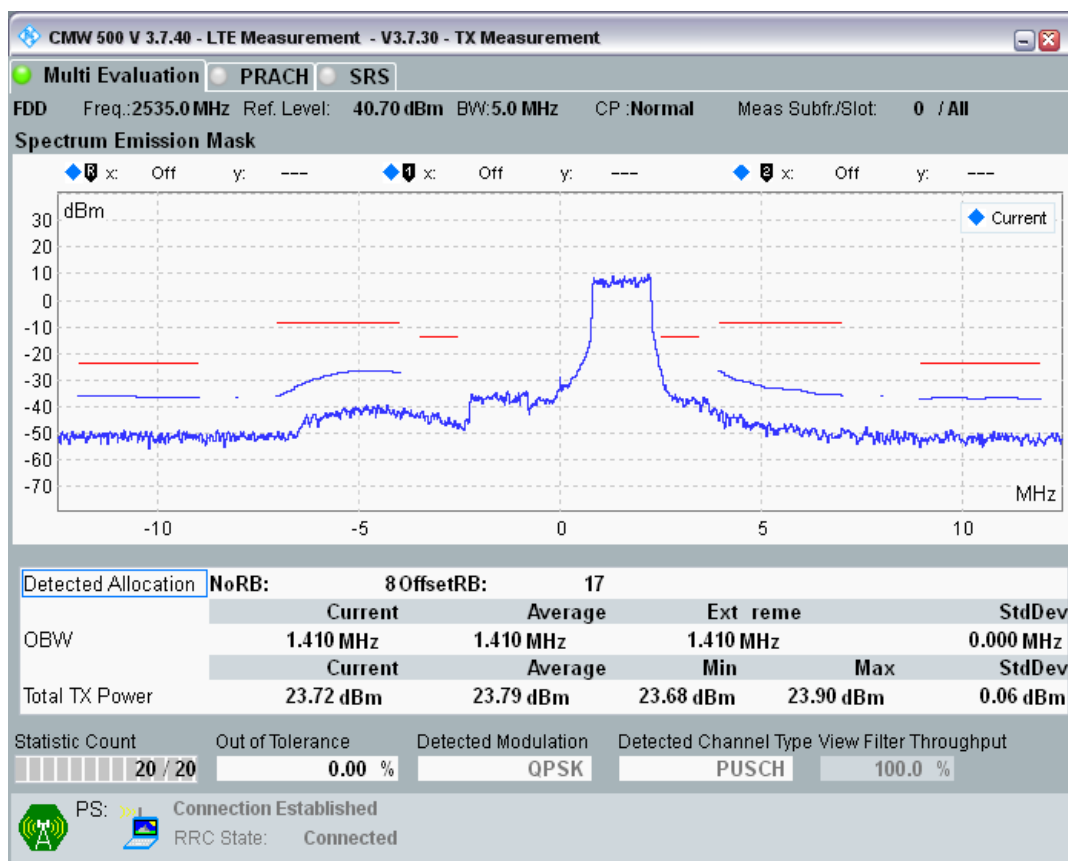 CMW 500 V 3.7.40 - LTE Measurement - V3.7.30 - TX Measurement
Multi Evaluation PRACH SRS
FDD Freq.:2535.0 MHz Ref. Level: 40.70 dBm BW:5.0 MHz CP :Normal Meas Subfr./Slot: 0 / All
Spectrum Emission Mask
R x: Off y: --- 1 x: Off y: --- 2 x: Off y: ---
dBm
Current
30
20
10
0
-10
-20
-30
-40
-50
-60
-70
MHz
-10 -5 0 5 10
Detected Allocation NoRB: 8 OffsetRB: 17
Current Average Ext reme StdDev
OBW 1.410 MHz 1.410 MHz 1.410 MHz 0.000 MHz
Current Average Min Max StdDev
Total TX Power 23.72 dBm 23.79 dBm 23.68 dBm 23.90 dBm 0.06 dBm
Statistic Count Out of Tolerance Detected Modulation Detected Channel Type View Filter Throughput
20 / 20 0.00 % QPSK PUSCH 100.0 %
PS: Connection Established
RRC State: Connected